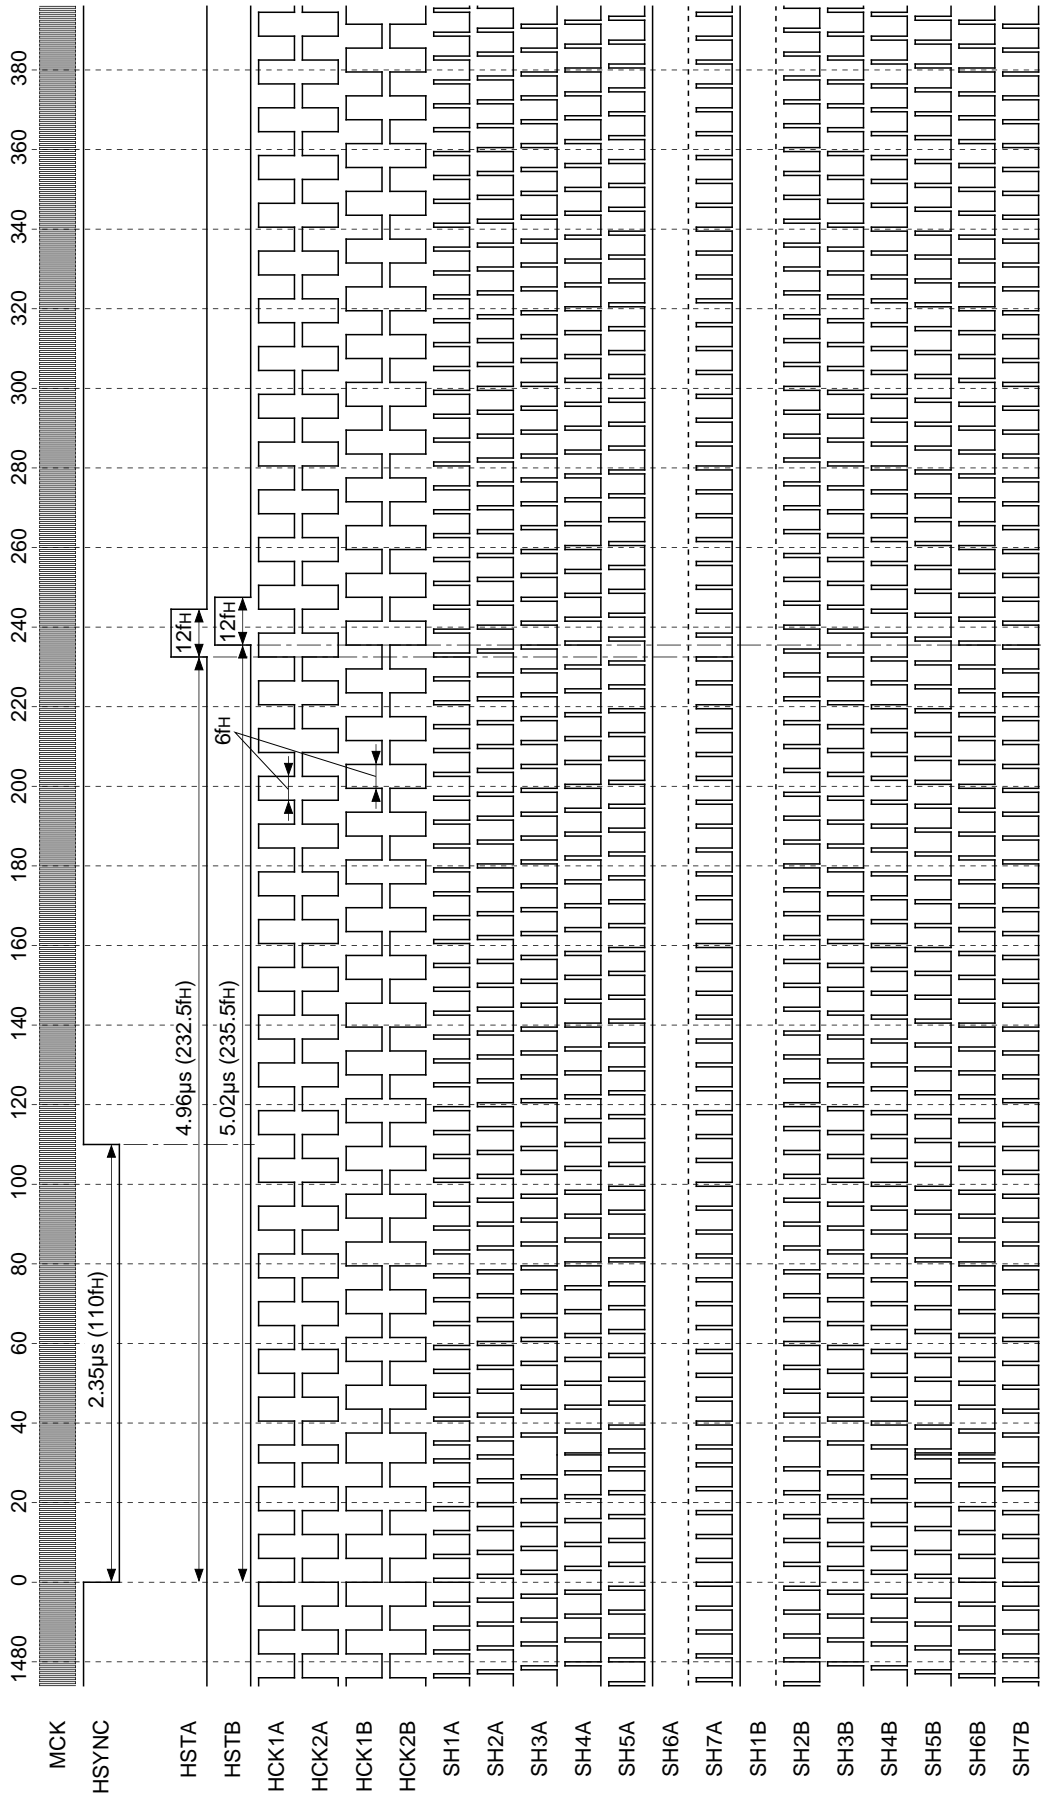 MCK
1480
0
20
40
60
80
100
120
140
160
180
200
220
240
260
280
300
320
340
360
380
HSYNC
2.35µs (110fH)
HSTA
4.96µs (232.5fH)
12fH
HSTB
5.02µs (235.5fH)
12fH
6fH
HCK1A
HCK2A
HCK1B
HCK2B
SH1A
SH2A
SH3A
SH4A
SH5A
SH6A
SH7A
SH1B
SH2B
SH3B
SH4B
SH5B
SH6B
SH7B